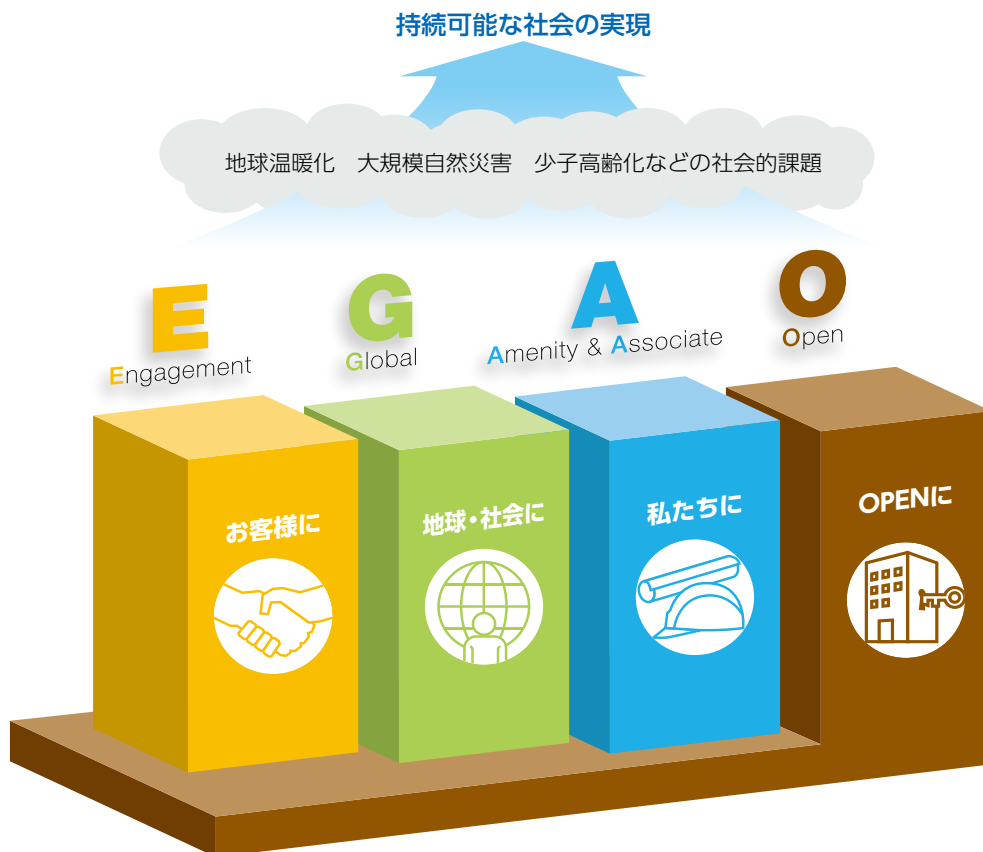 持続可能な社会の実現
地球温暖化　大規模自然災害　少子高齢化などの社会的課題
E
Engagement
G
Global
A
Amenity & Associate
O
Open
お客様に
地球・社会に
私たちに
OPENに